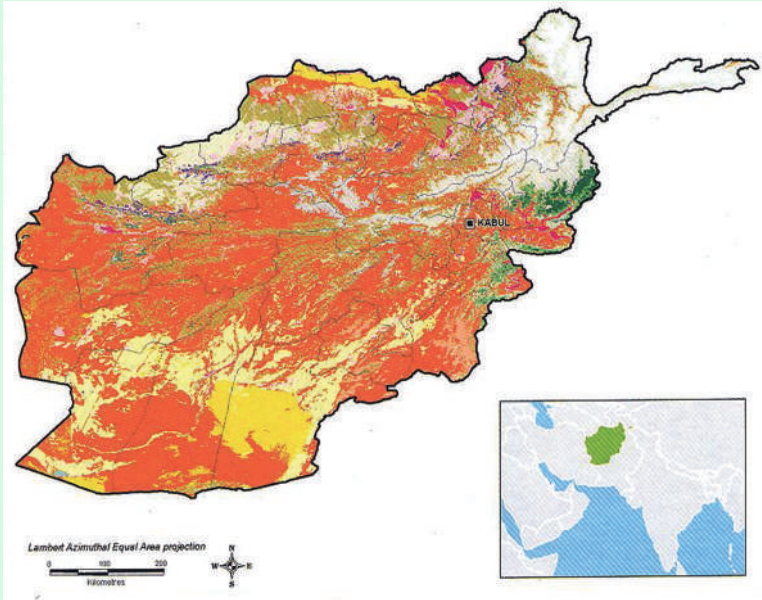 KABUL
Lambert Azimuthal Equal Area projection
0 100 200
Kilometres
N
W E
S